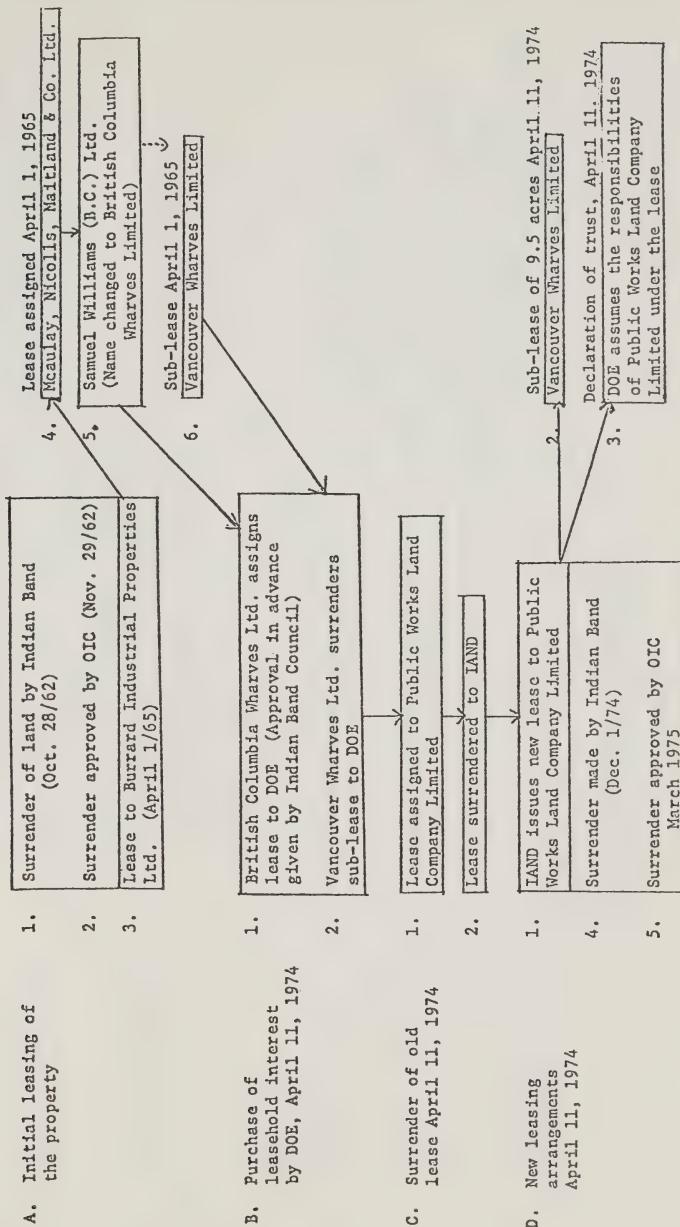 A. Initial leasing of
the property
1. Surrender of land by Indian Band
(Oct. 28/62)
2. Surrender approved by OIC (Nov. 29/62)
3. Lease to Burrard Industrial Properties
Ltd. (April 1/65)
Lease assigned April 1, 1965
4. Mcaulay, Nicolls, Maitland & Co. Ltd.
5. Samuel Williams (B.C.) Ltd.
(Name changed to British Columbia
Wharves Limited)
Sub-lease April 1, 1965
6. Vancouver Wharves Limited
B. Purchase of
leasehold interest
by DOE, April 11, 1974
1. British Columbia Wharves Ltd. assigns
lease to DOE (Approval in advance
given by Indian Band Council)
2. Vancouver Wharves Ltd. surrenders
sub-lease to DOE
C. Surrender of old
lease April 11, 1974
1. Lease assigned to Public Works Land
Company Limited
2. Lease surrendered to IAND
D. New leasing
arrangements
April 11, 1974
1. IAND issues new lease to Public
Works Land Company Limited
4. Surrender made by Indian Band
(Dec. 1/74)
5. Surrender approved by OIC
March 1975
Sub-lease of 9.5 acres April 11, 1974
2. Vancouver Wharves Limited
Declaration of trust, April 11, 1974
3. DOE assumes the responsibilities
of Public Works Land Company
Limited under the lease